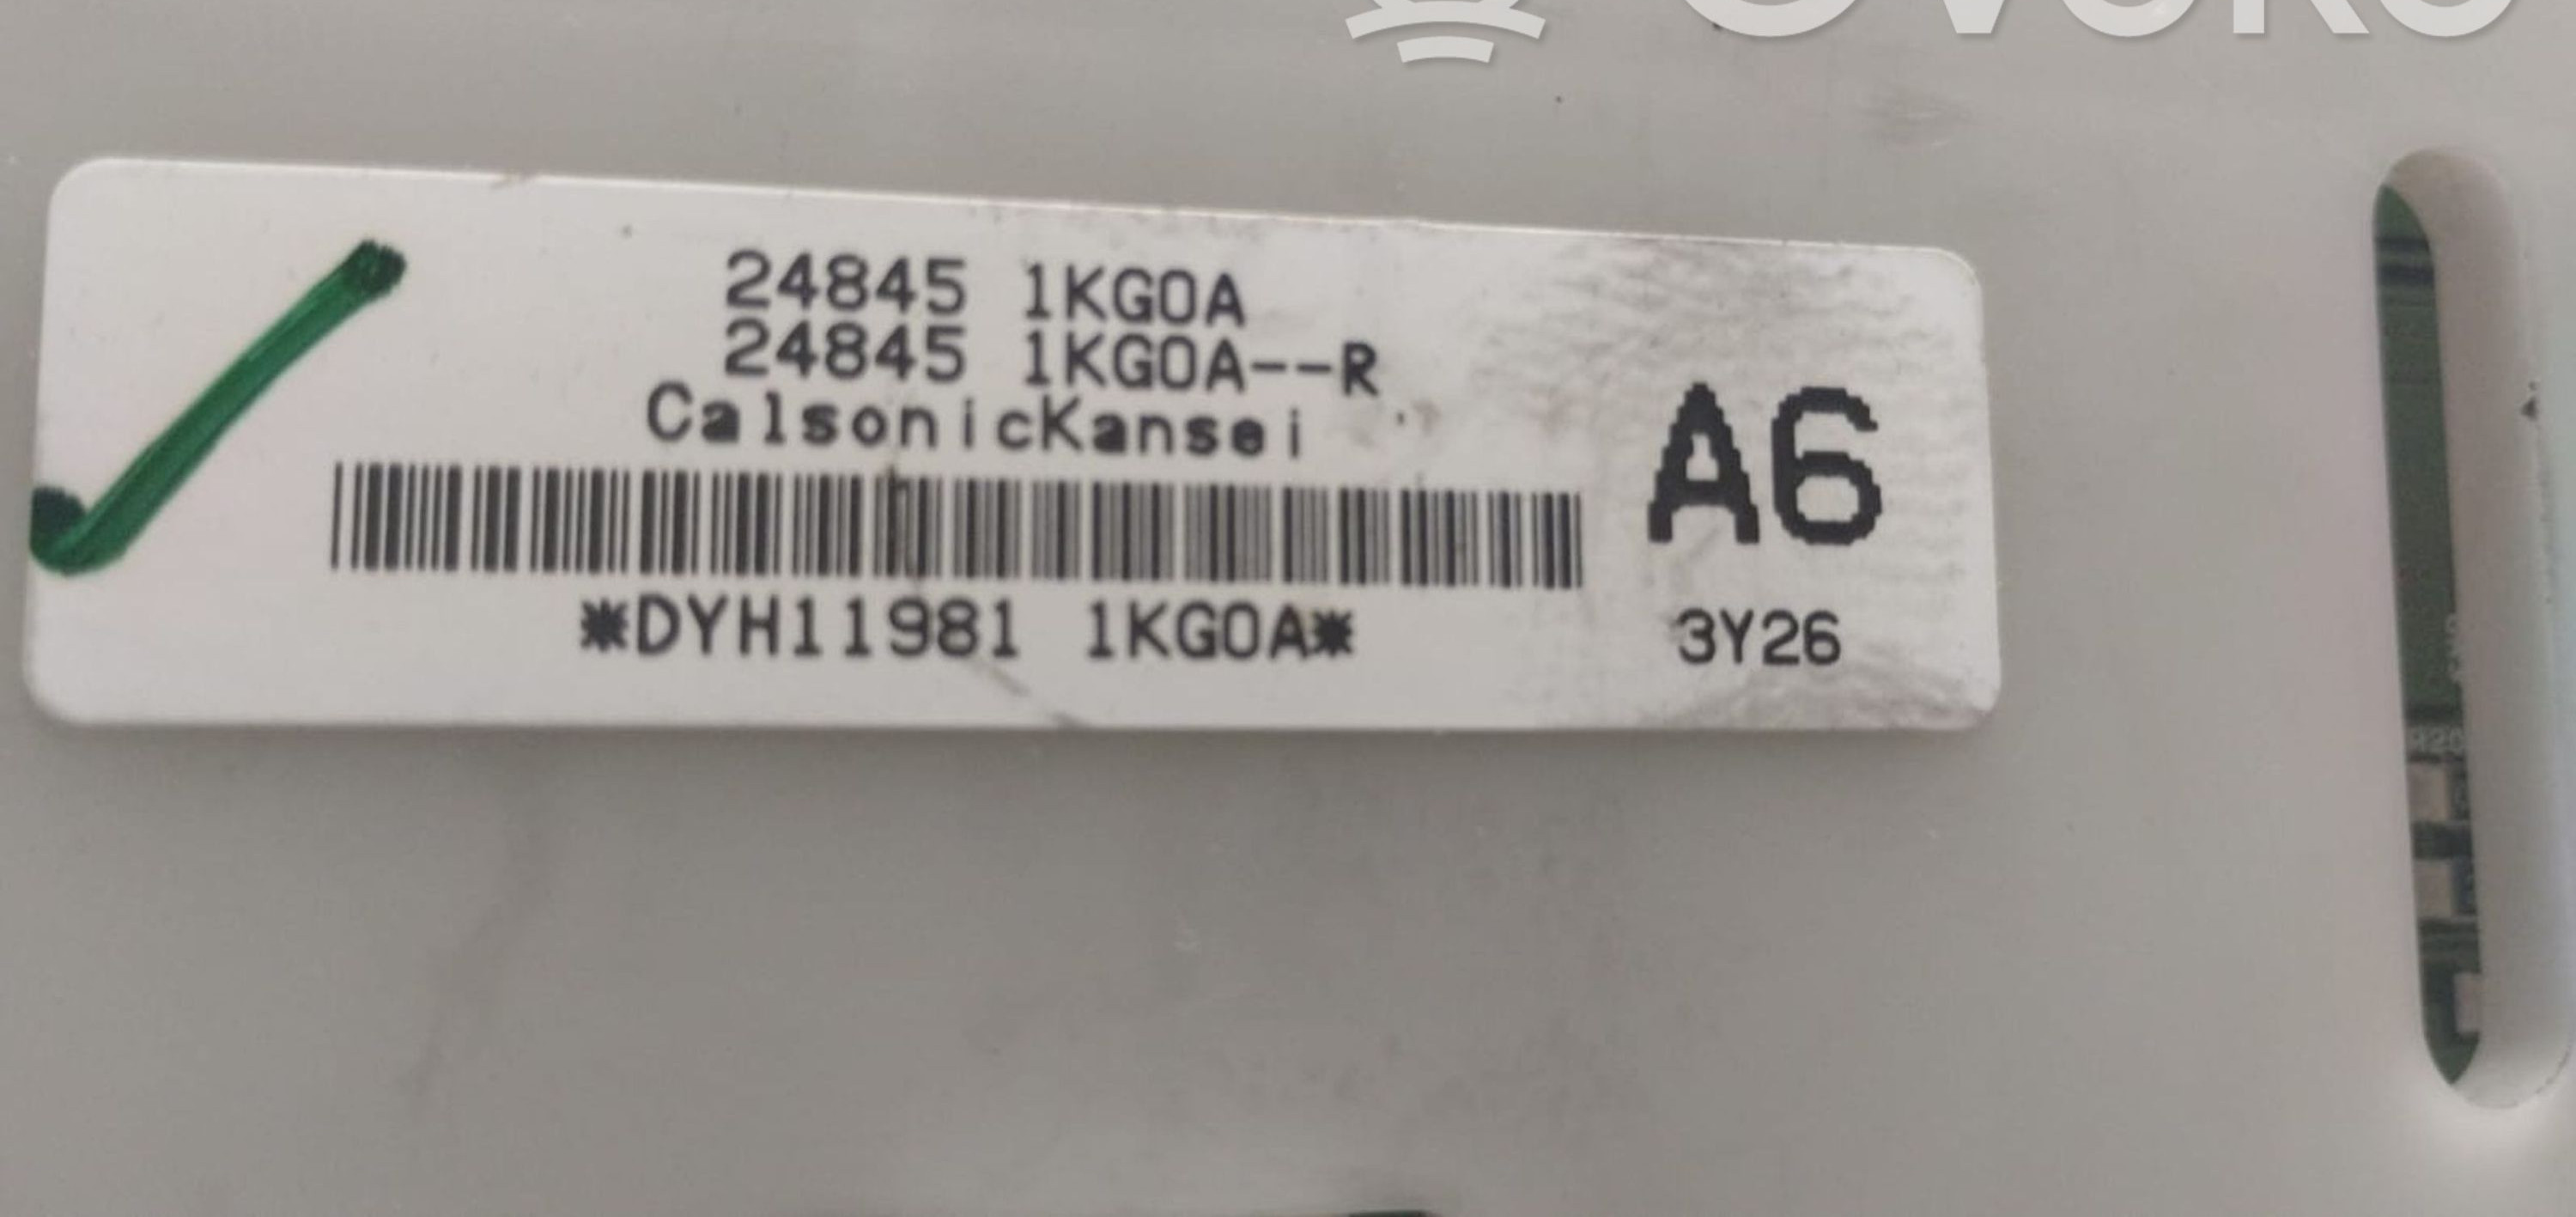 24845 1KG0A
24845 1KG0A--R
CalsonicKansei
A6
*DYH11981 1KG0A*
3Y26